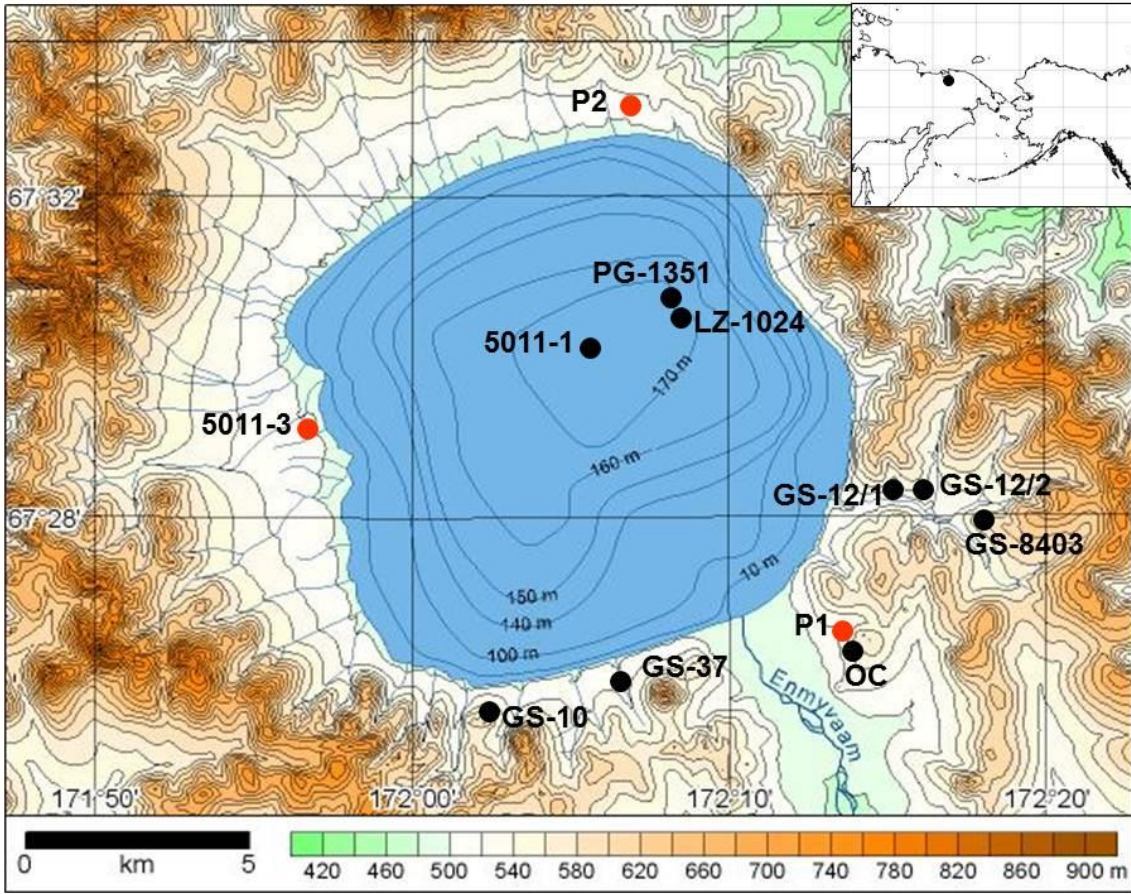 P2
67°32'
PG-1351
LZ-1024
5011-1
170 m
5011-3
160 m
GS-12/1
GS-12/2
67°28'
GS-8403
10 m
150 m
140 m
P1
100 m
OC
GS-37
Enmyvaam
GS-10
171°50'
172°00'
172°10'
172°20'
0 km 5
420 460 500 540 580 620 660 700 740 780 820 860 900 m